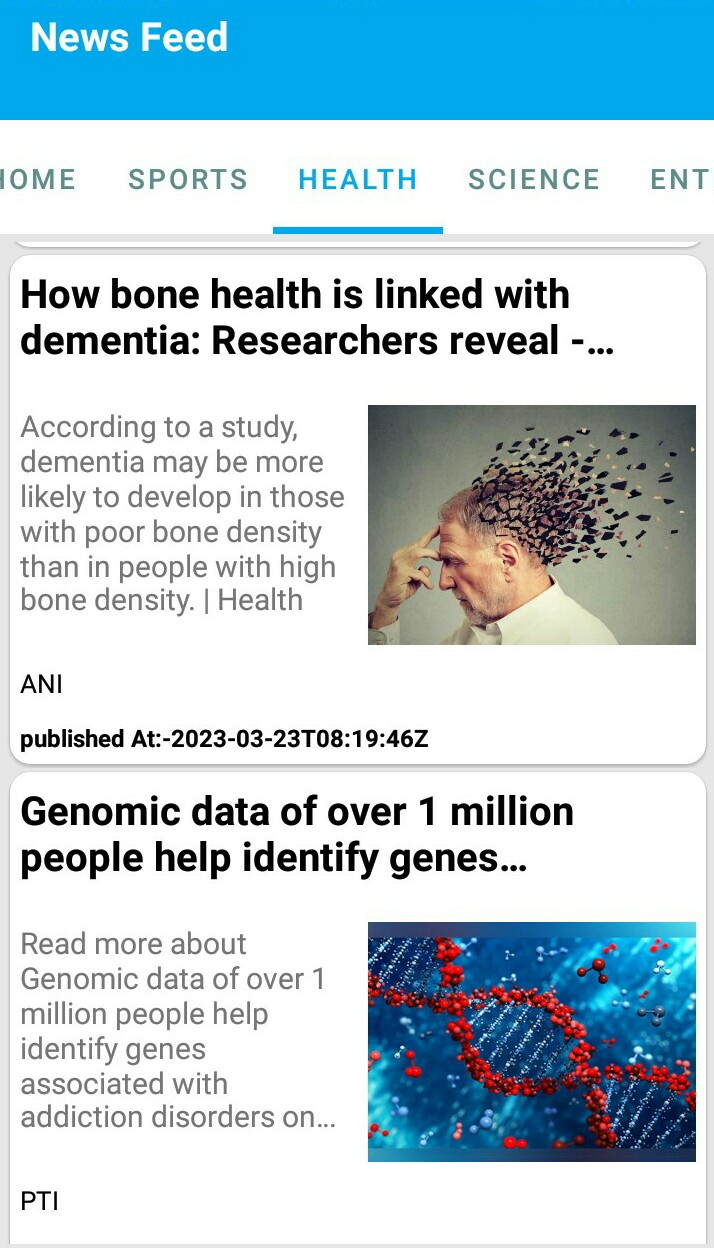 News Feed
HOME SPORTS HEALTH SCIENCE ENT
How bone health is linked with
dementia: Researchers reveal -...
According to a study,
dementia may be more
likely to develop in those
with poor bone density
than in people with high
bone density. | Health
ANI
published At:-2023-03-23T08:19:46Z
Genomic data of over 1 million
people help identify genes...
Read more about
Genomic data of over 1
million people help
identify genes
associated with
addiction disorders on...
PTI